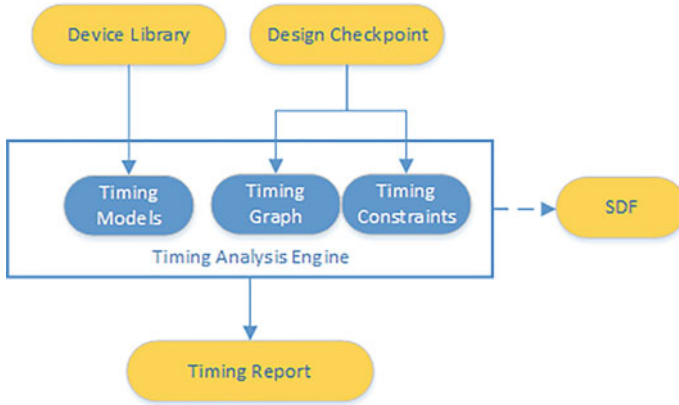 Device Library
Design Checkpoint
Timing
Models
Timing
Graph
Timing
Constraints
SDF
Timing Analysis Engine
Timing Report